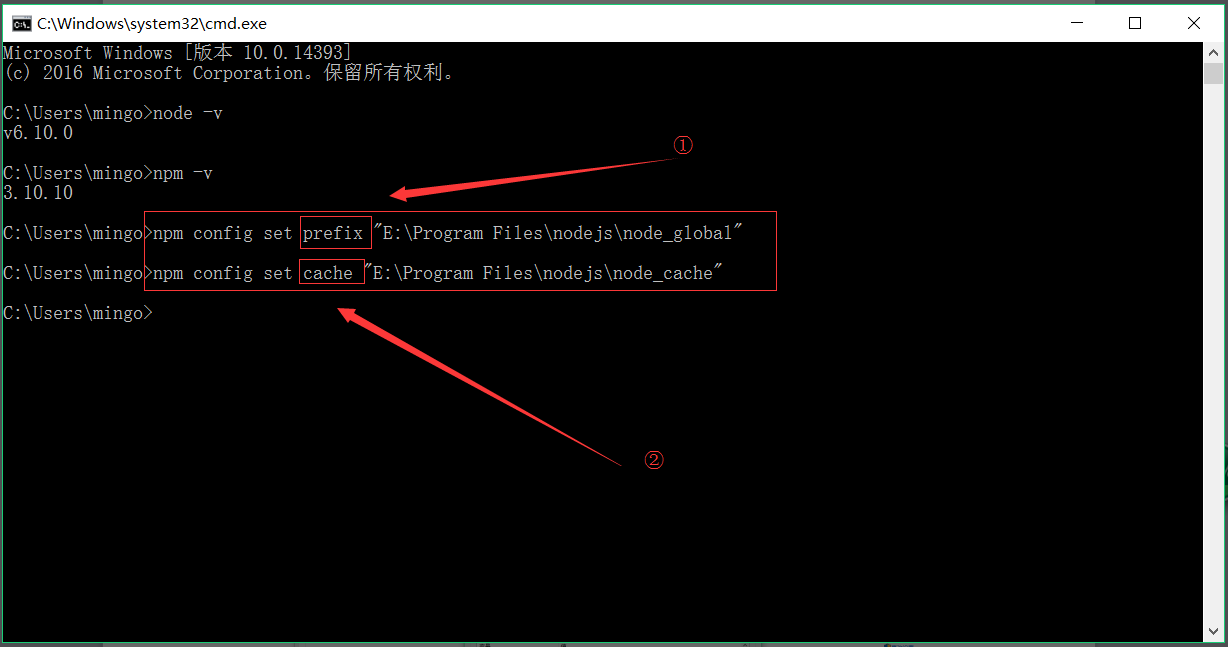 C:\Windows\system32\cmd.exe
Microsoft Windows [版本 10.0.14393]
(c) 2016 Microsoft Corporation。保留所有权利。
C:\Users\mingo>node -v
v6.10.0
①
C:\Users\mingo>npm -v
3.10.10
C:\Users\mingo>npm config set prefix "E:\Program Files\nodejs\node_global"
C:\Users\mingo>npm config set cache "E:\Program Files\nodejs\node_cache"
C:\Users\mingo>
②